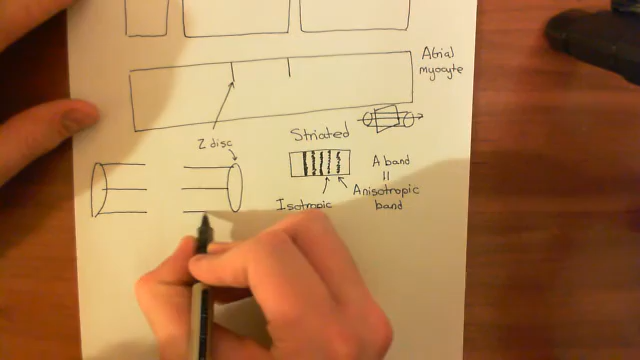 Atrial
myocyte
Z disc
Striated
A band
=
Anisotropic
band
Isotropic